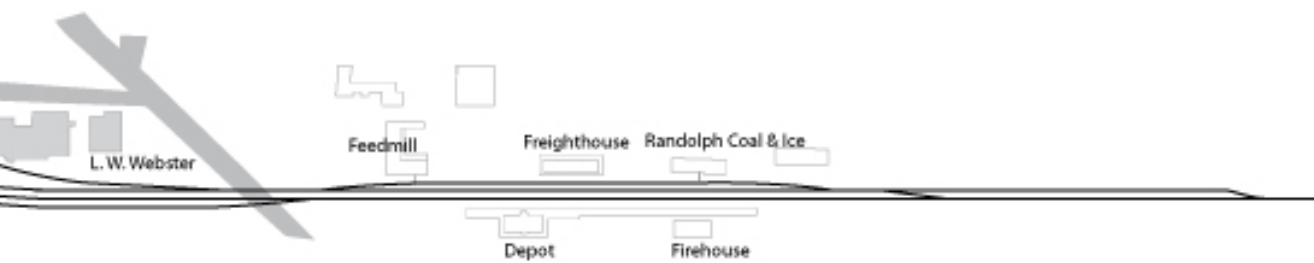 Feedmill
Freighthouse
Randolph Coal & Ice
L. W. Webster
Depot
Firehouse